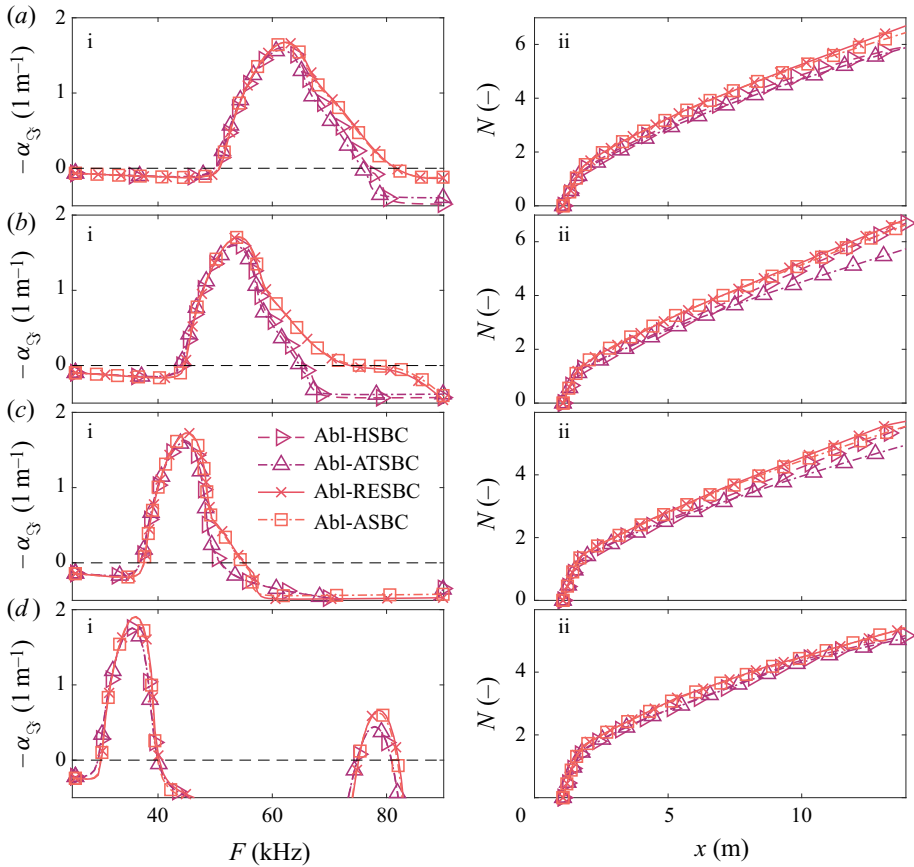 (a)
i
2
1
0
−α𝔍 (1 m⁻¹)
ii
6
4
2
0
N (–)
(b)
i
2
1
0
−α𝔍 (1 m⁻¹)
ii
6
4
2
0
N (–)
(c)
i
2
1
0
−α𝔍 (1 m⁻¹)
Abl-HSBC
Abl-ATSBC
Abl-RESBC
Abl-ASBC
ii
4
2
0
N (–)
(d)
i
2
1
0
−α𝔍 (1 m⁻¹)
40 60 80
F (kHz)
ii
4
2
0
N (–)
0 5 10
x (m)